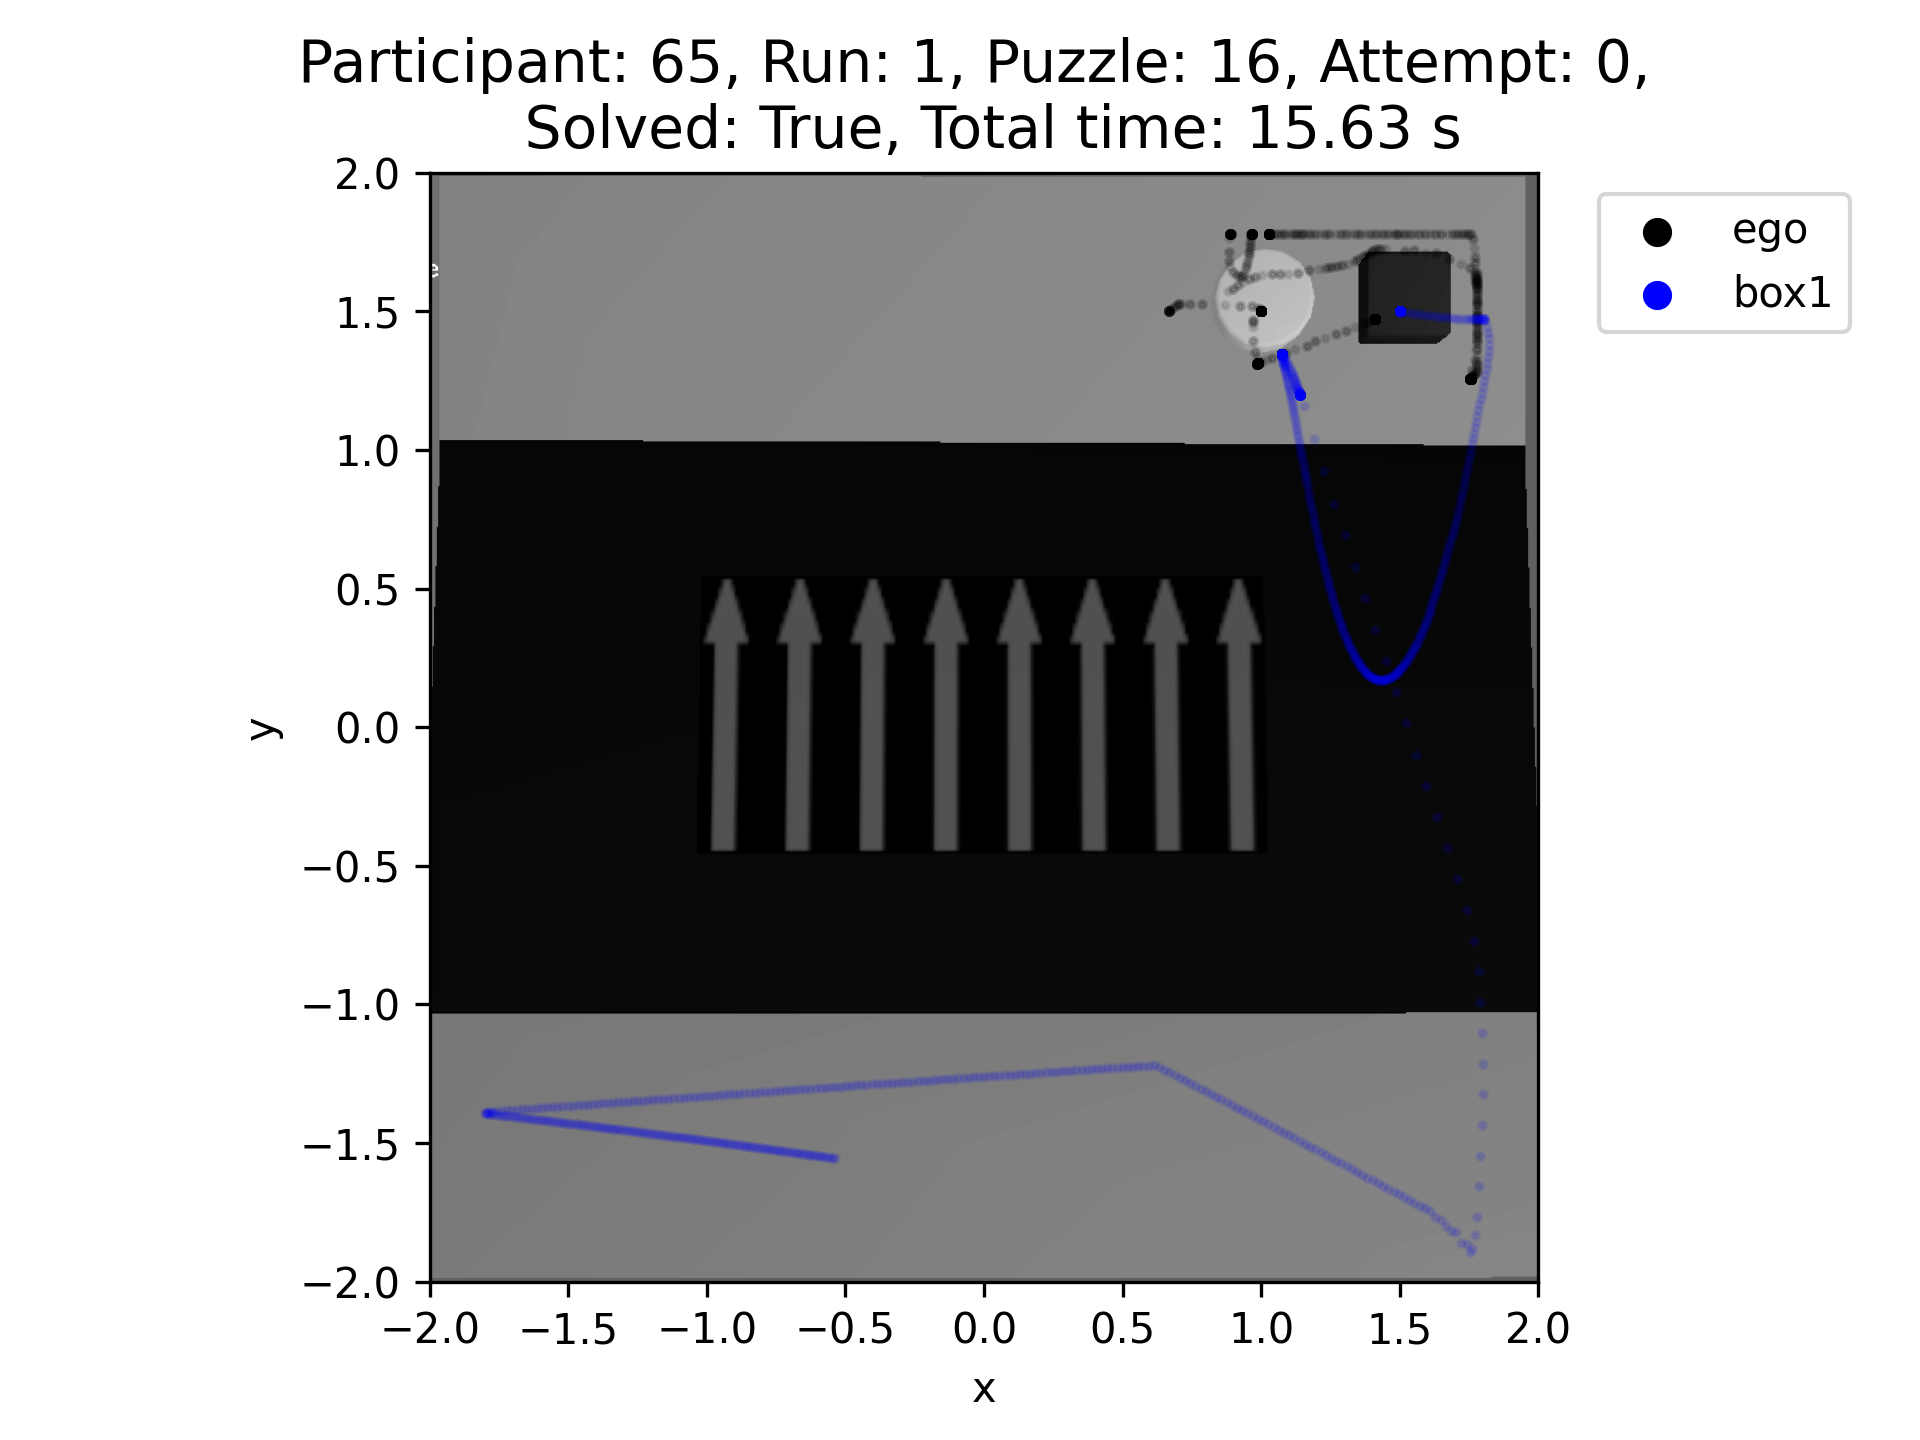 Participant: 65, Run: 1, Puzzle: 16, Attempt: 0,
Solved: True, Total time: 15.63 s
2.0
1.5
1.0
0.5
0.0
−0.5
−1.0
−1.5
−2.0
y
−2.0 −1.5 −1.0 −0.5 0.0 0.5 1.0 1.5 2.0
x
ego
box1